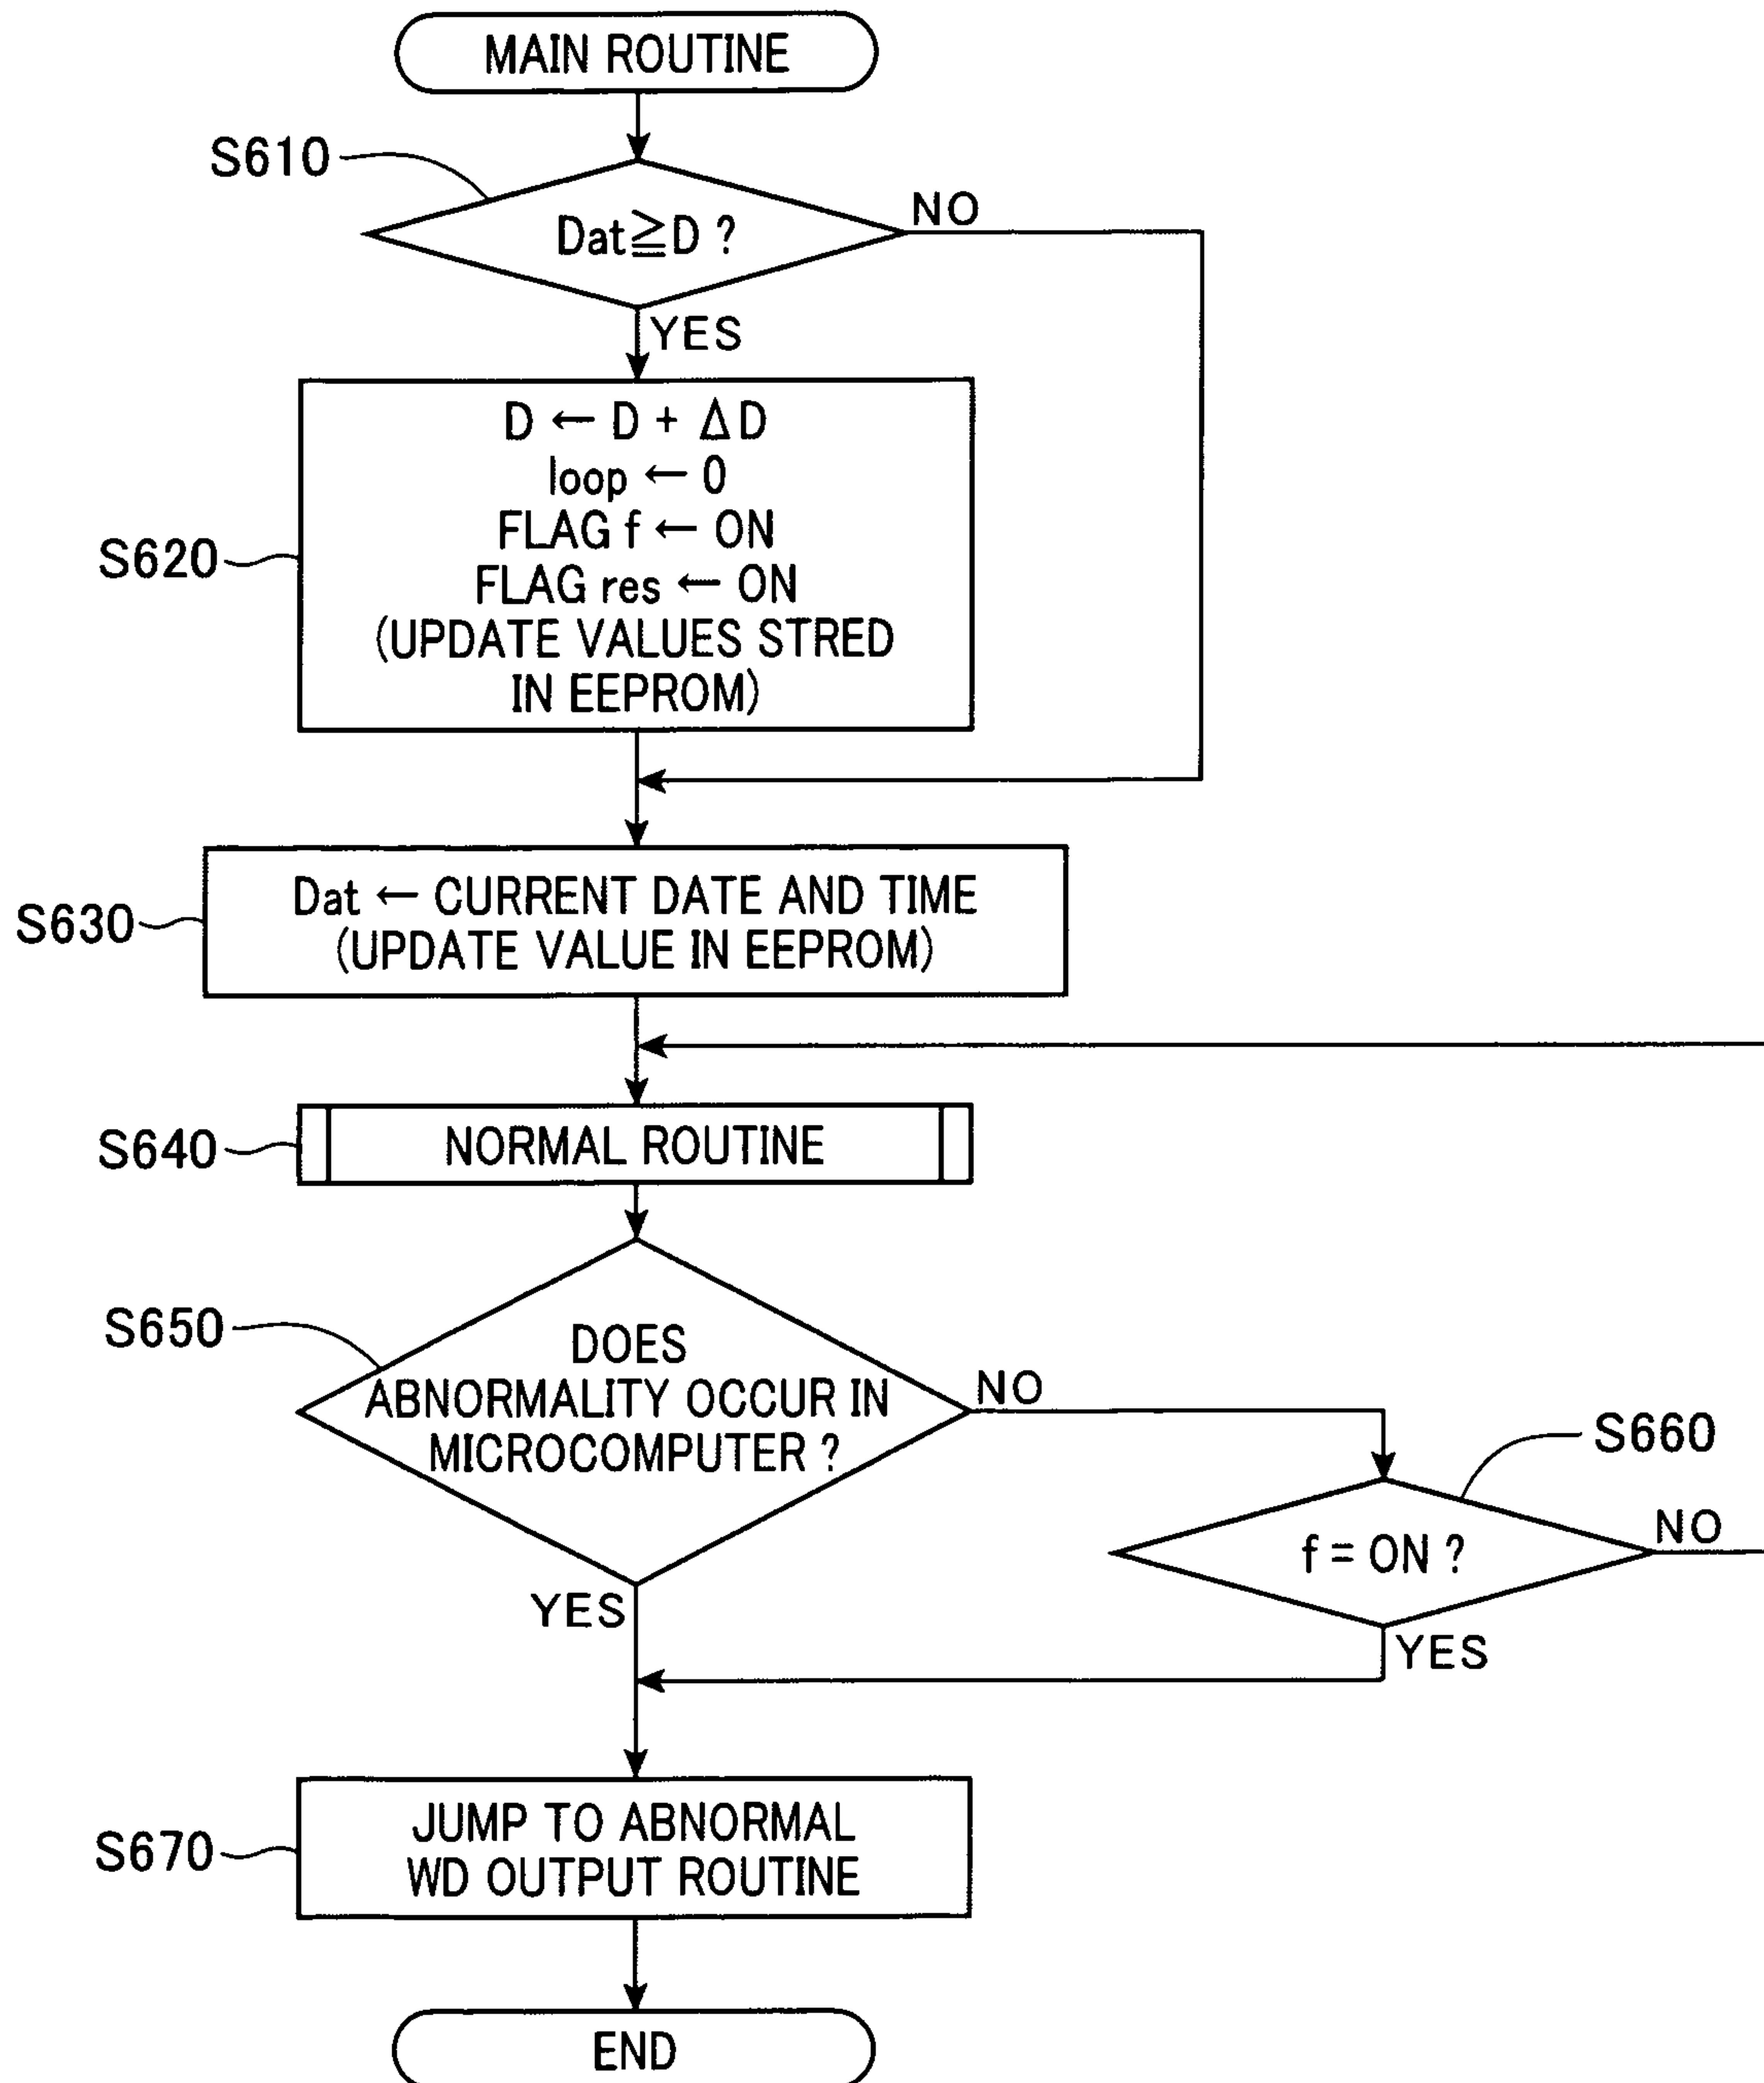 MAIN ROUTINE
S610
Dat≧D ?
NO
YES
S620
D ← D + ΔD
loop ← 0
FLAG f ← ON
FLAG res ← ON
(UPDATE VALUES STRED
IN EEPROM)
S630
Dat ← CURRENT DATE AND TIME
(UPDATE VALUE IN EEPROM)
S640
NORMAL ROUTINE
S650
DOES
ABNORMALITY OCCUR IN
MICROCOMPUTER ?
NO
YES
S660
f = ON ?
NO
YES
S670
JUMP TO ABNORMAL
WD OUTPUT ROUTINE
END